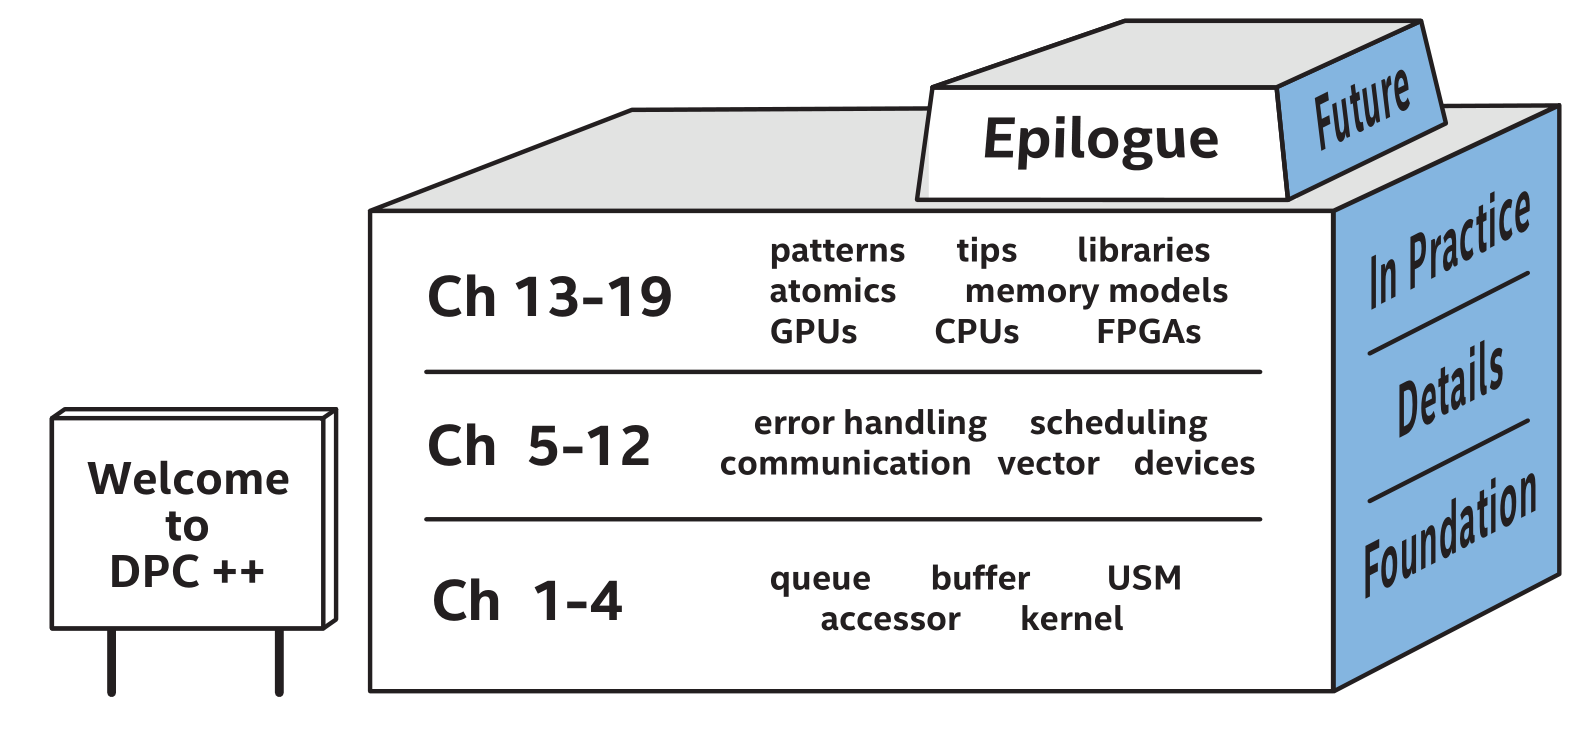 Epilogue
Future
Ch 13-19
patterns tips libraries
atomics memory models
GPUs CPUs FPGAs
In Practice
Ch 5-12
error handling scheduling
communication vector devices
Details
Ch 1-4
queue buffer USM
accessor kernel
Foundation
Welcome
to
DPC ++